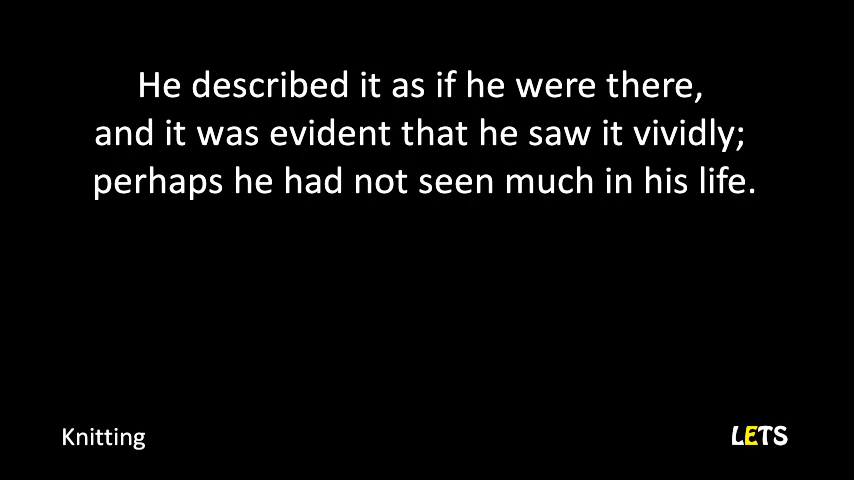 He described it as if he were there,
and it was evident that he saw it vividly;
perhaps he had not seen much in his life.
Knitting
LETS